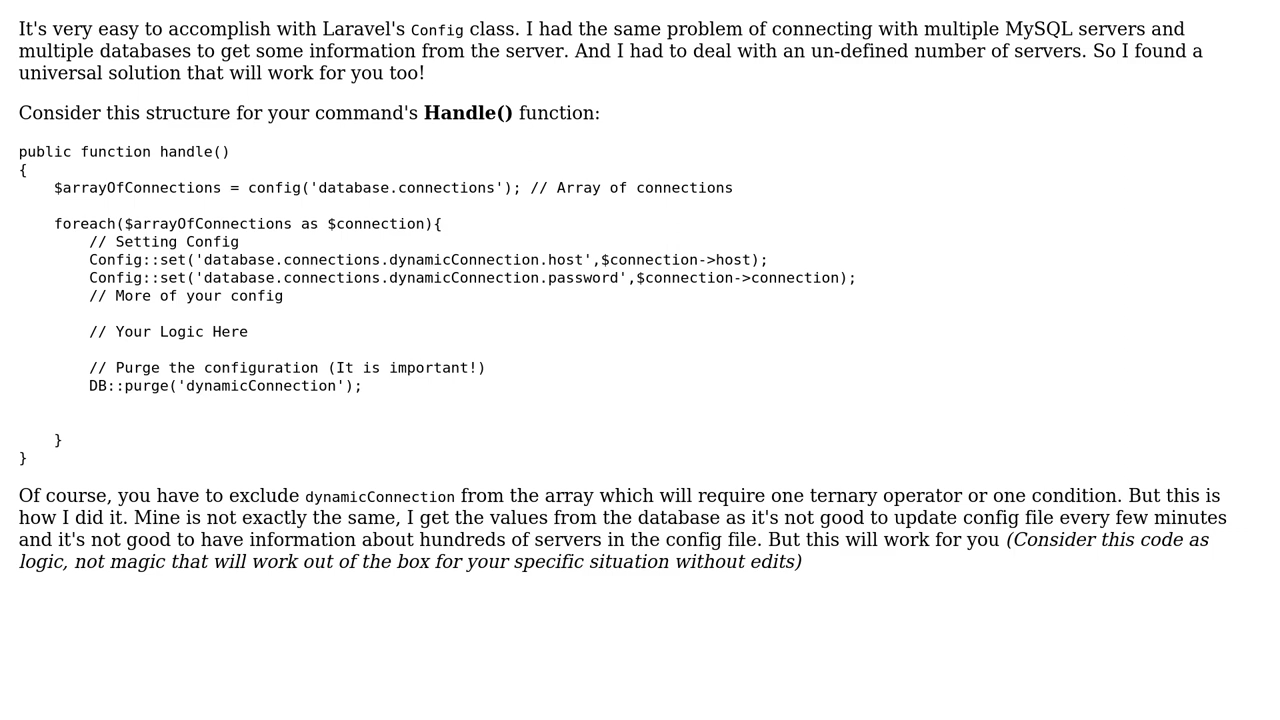 It's very easy to accomplish with Laravel's Config class. I had the same problem of connecting with multiple MySQL servers and
multiple databases to get some information from the server. And I had to deal with an un-defined number of servers. So I found a
universal solution that will work for you too!
Consider this structure for your command's Handle() function:
public function handle()
{
    $arrayOfConnections = config('database.connections'); // Array of connections
    foreach($arrayOfConnections as $connection){
        // Setting Config
        Config::set('database.connections.dynamicConnection.host',$connection->host);
        Config::set('database.connections.dynamicConnection.password',$connection->connection);
        // More of your config
        // Your Logic Here
        // Purge the configuration (It is important!)
        DB::purge('dynamicConnection');
    }
}
Of course, you have to exclude dynamicConnection from the array which will require one ternary operator or one condition. But this is
how I did it. Mine is not exactly the same, I get the values from the database as it's not good to update config file every few minutes
and it's not good to have information about hundreds of servers in the config file. But this will work for you (Consider this code as
logic, not magic that will work out of the box for your specific situation without edits)